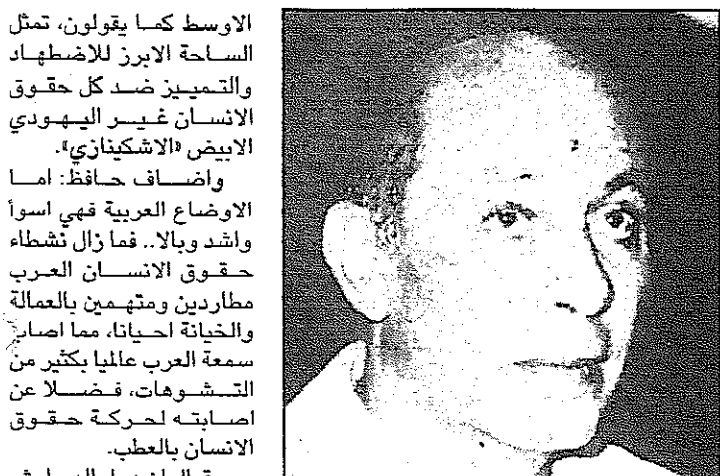 الاوسط كما يقولون، تمثل
الساحة الابرز للاضطهاد
والتمييز ضد كل حقوق
الانسان غير اليهودي
الابيض «الاشكينازي».
واضاف حافظ: اما
الاوضاع العربية فهي اسوأ
واشد وبالا.. فما زال نشطاء
حقوق الانسان العرب
مطاردين ومتهمين بالعمالة
والخيانة احيانا، مما اصاب
سمعة العرب عالميا بكثير من
التشوهات، فضلا عن
اصابته لحركة حقوق
الانسان بالعطب.